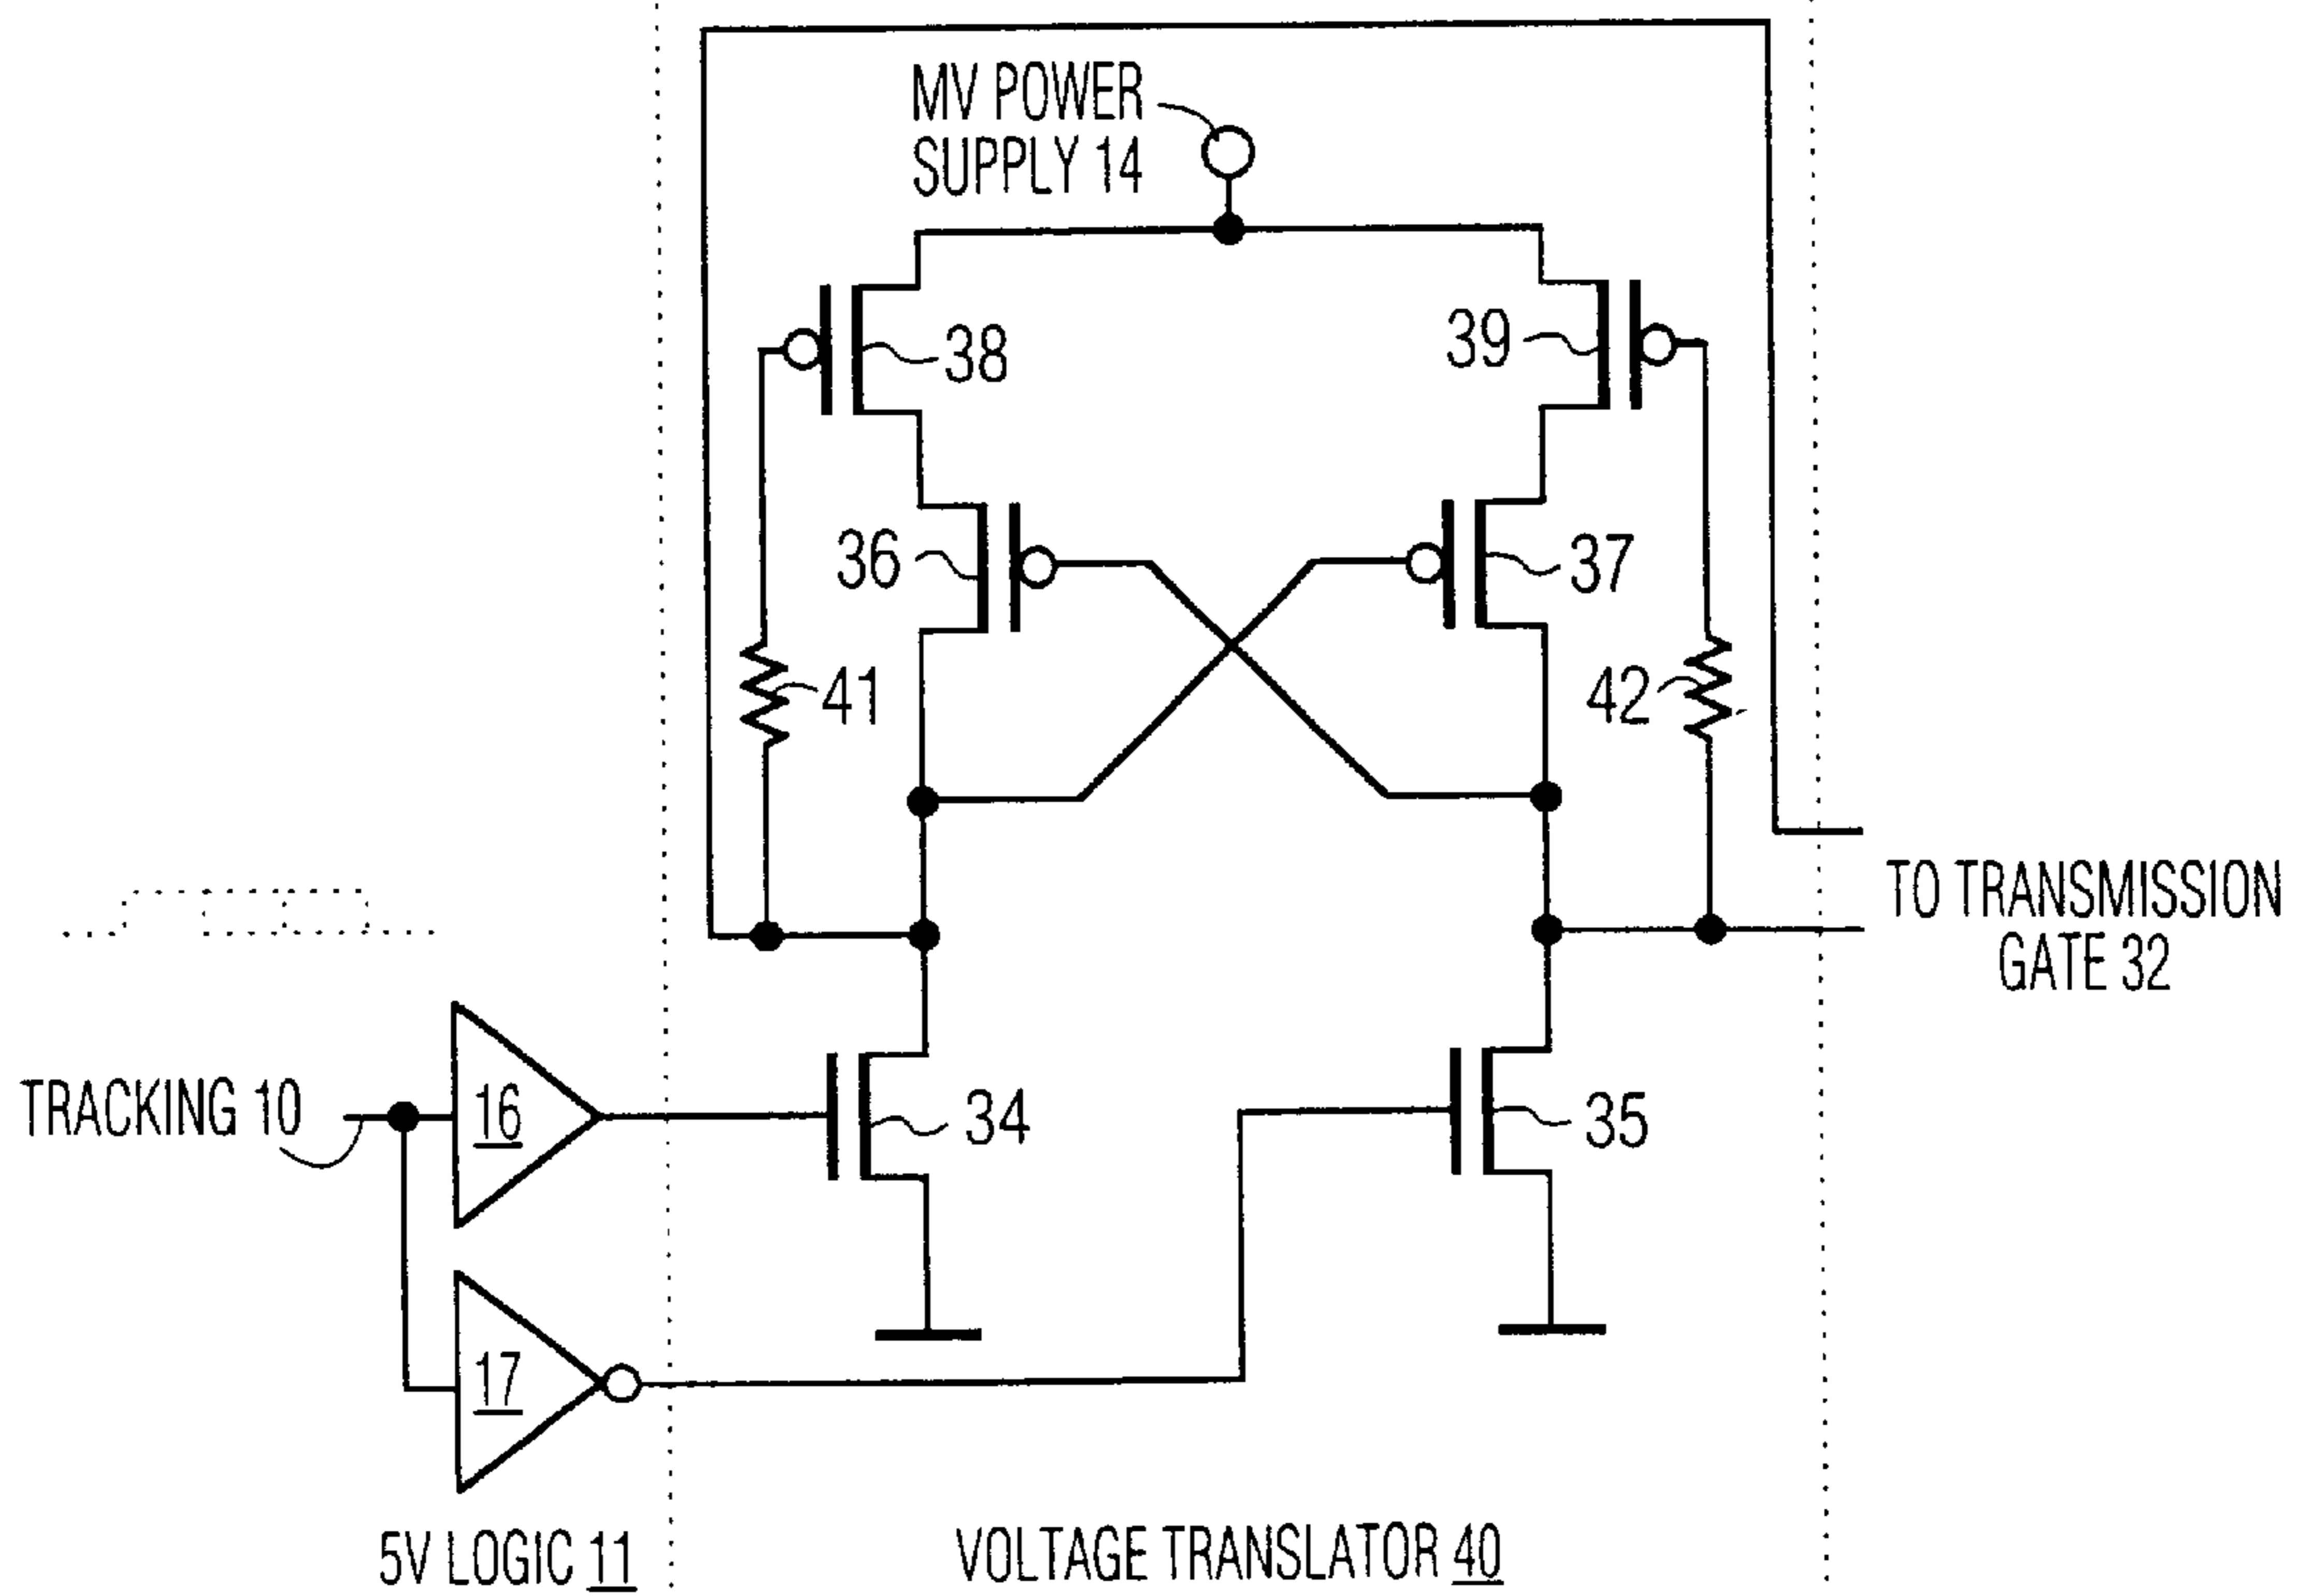 MV POWER
SUPPLY 14
38
39
36
37
41
42
TO TRANSMISSION
GATE 32
TRACKING 10
16
34
35
17
5V LOGIC 11
VOLTAGE TRANSLATOR 40